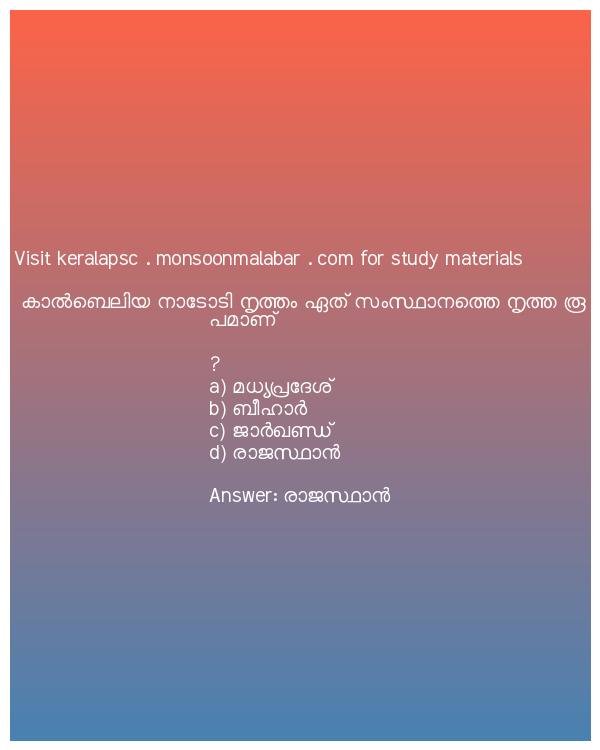 Visit keralapsc . monsoonmalabar . com for study materials
കാൽബെലിയ നാടോടി നൃത്തം ഏത് സംസ്ഥാനത്തെ നൃത്ത രൂ
പമാണ്
?
a) മധ്യപ്രദേശ്
b) ബീഹാർ
c) ജാർഖണ്ഡ്
d) രാജസ്ഥാൻ
Answer: രാജസ്ഥാൻ